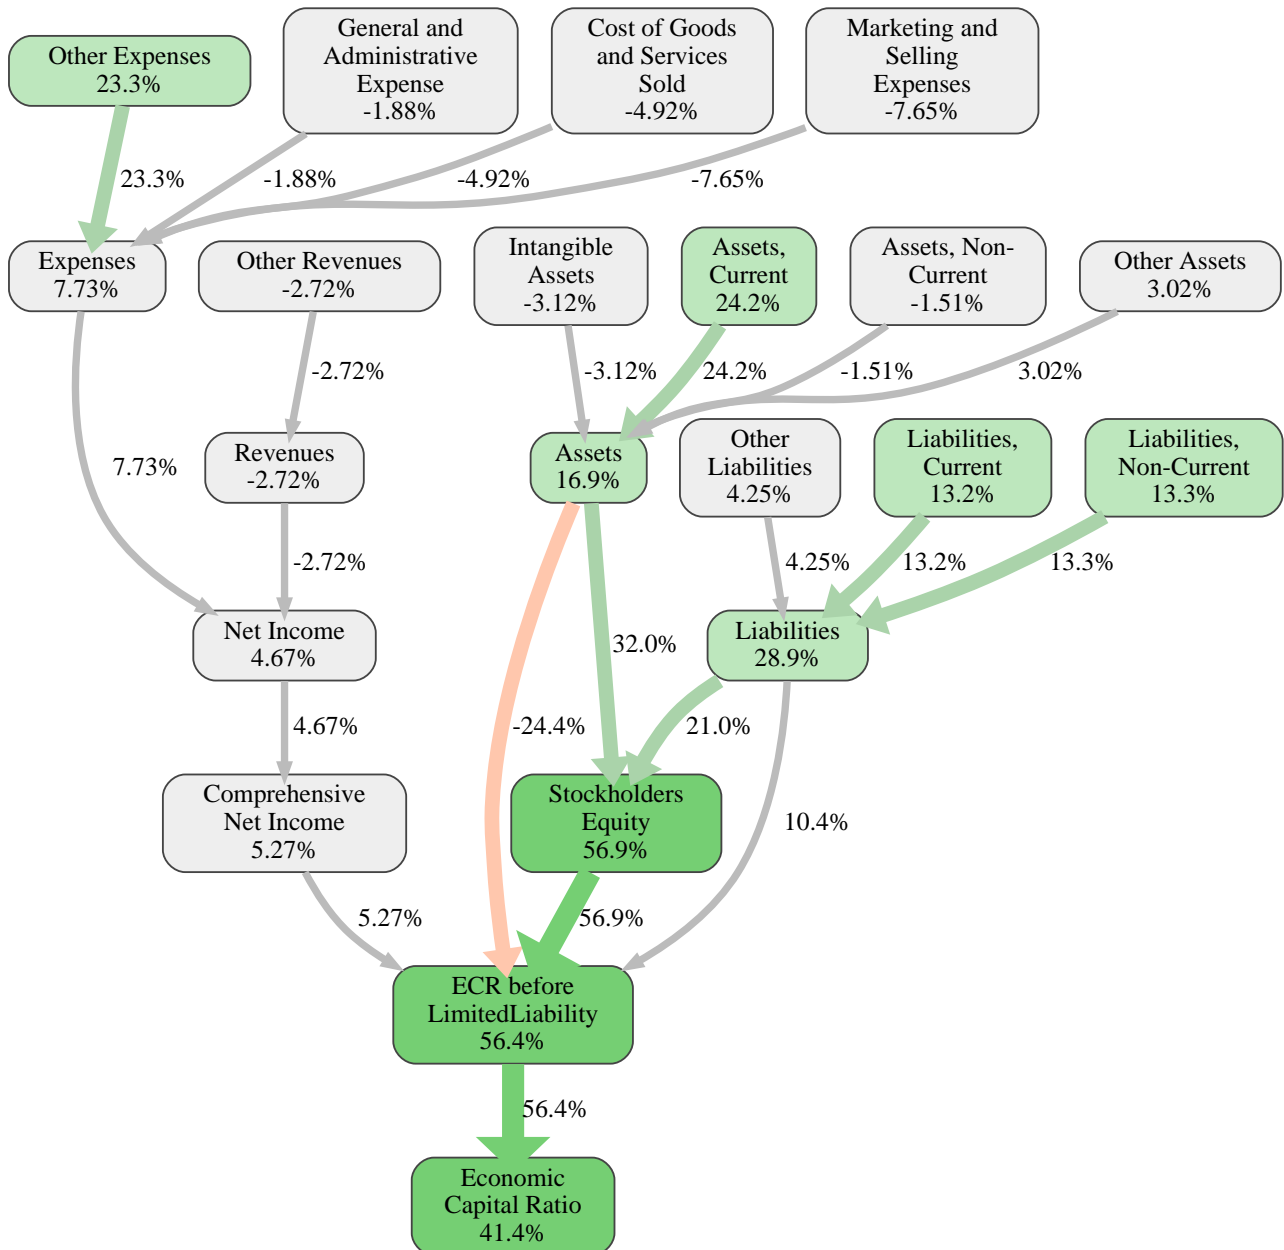 Other Expenses
23.3%
General and
Administrative
Expense
-1.88%
Cost of Goods
and Services
Sold
-4.92%
Marketing and
Selling
Expenses
-7.65%
23.3%
-1.88%
-4.92%
-7.65%
Expenses
7.73%
Other Revenues
-2.72%
Intangible
Assets
-3.12%
Assets,
Current
24.2%
Assets, Non-
Current
-1.51%
Other Assets
3.02%
-2.72%
-3.12%
24.2%
-1.51%
3.02%
7.73%
Revenues
-2.72%
Assets
16.9%
Other
Liabilities
4.25%
Liabilities,
Current
13.2%
Liabilities,
Non-Current
13.3%
-2.72%
4.25%
13.2%
13.3%
Net Income
4.67%
32.0%
Liabilities
28.9%
4.67%
-24.4%
21.0%
Comprehensive
Net Income
5.27%
Stockholders
Equity
56.9%
10.4%
5.27%
56.9%
ECR before
LimitedLiability
56.4%
56.4%
Economic
Capital Ratio
41.4%